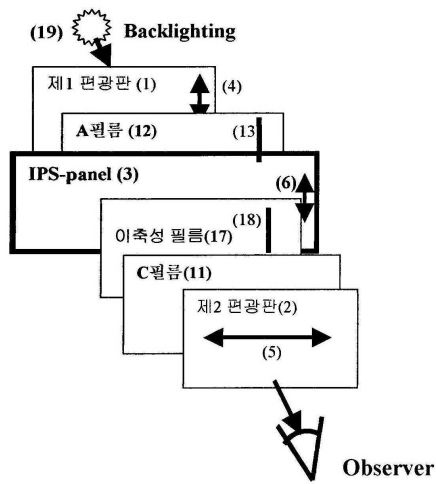 (19) Backlighting
제1 편광판 (1)
(4)
A필름 (12)
(13)
IPS-panel (3)
(6)
(18)
이축성 필름(17)
C필름(11)
제2 편광판(2)
(5)
Observer